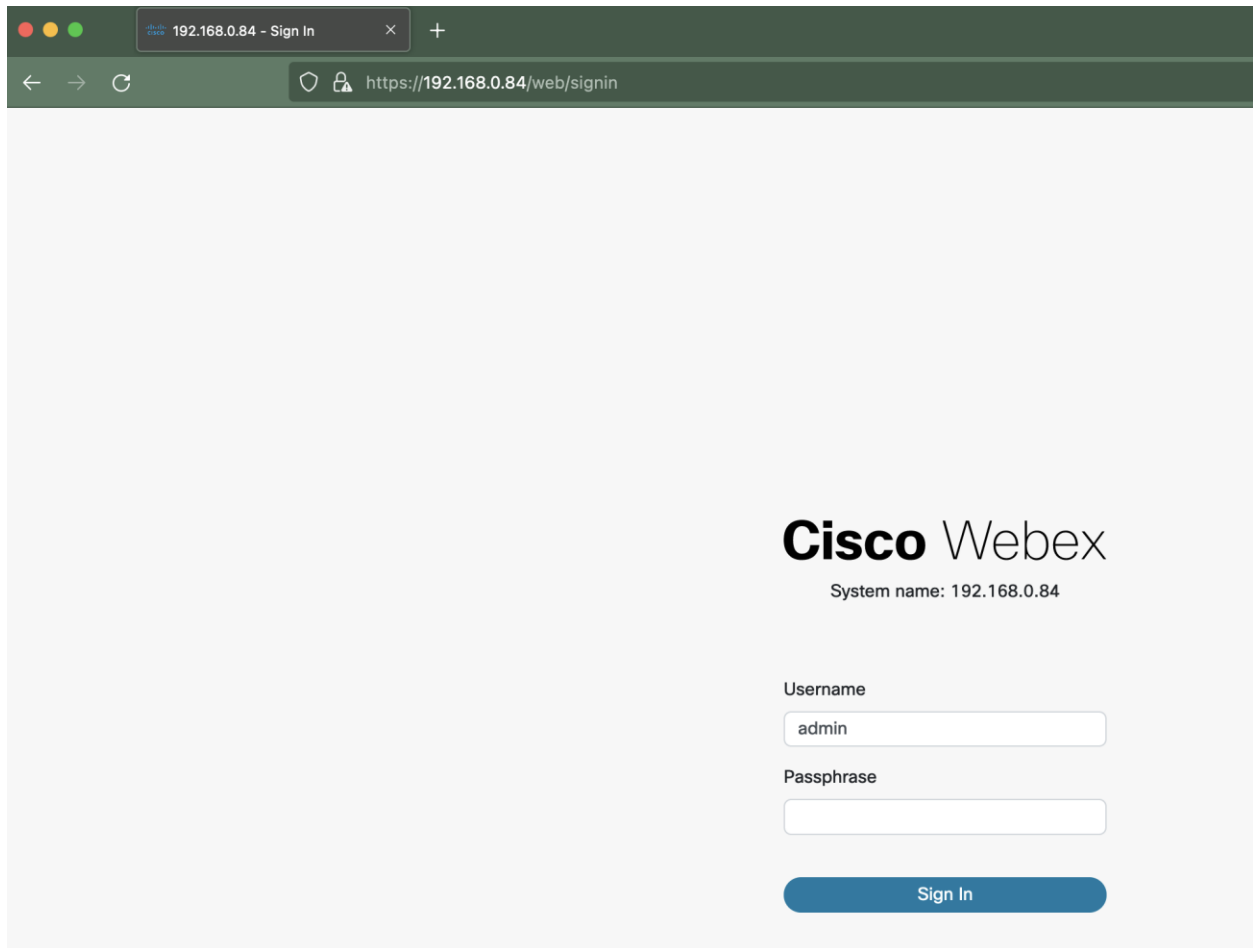 192.168.0.84 - Sign In
https://192.168.0.84/web/signin
Cisco Webex
System name: 192.168.0.84
Username
admin
Passphrase
Sign In